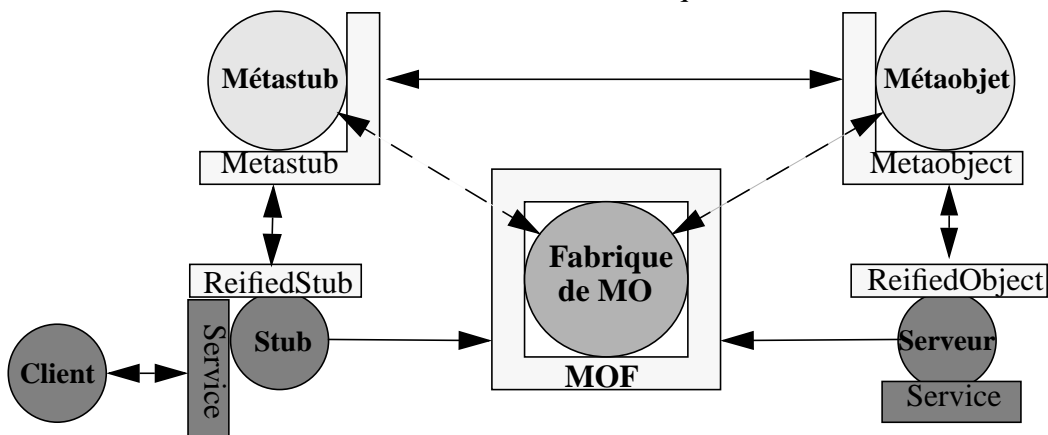 Métastub
Métaobjet
Metastub
Metaobject
Fabrique
de MO
ReifiedStub
ReifiedObject
Service
Stub
Serveur
Client
MOF
Service